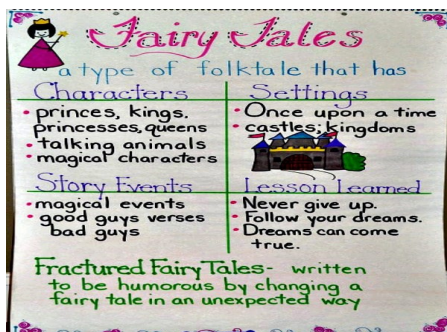 Fairy Tales
a type of folktale that has
Characters
• princes, kings.
princesses, queens
• talking animals
• magical characters
Settings
• Once upon a time
• castles; kingdoms
Story Events
• magical events
• good guys verses
bad guys
Lesson Learned
• Never give up.
• Follow your dreams.
• Dreams can come
true.
Fractured Fairy Tales- written
to be humorous by changing a
fairy tale in an unexpected way